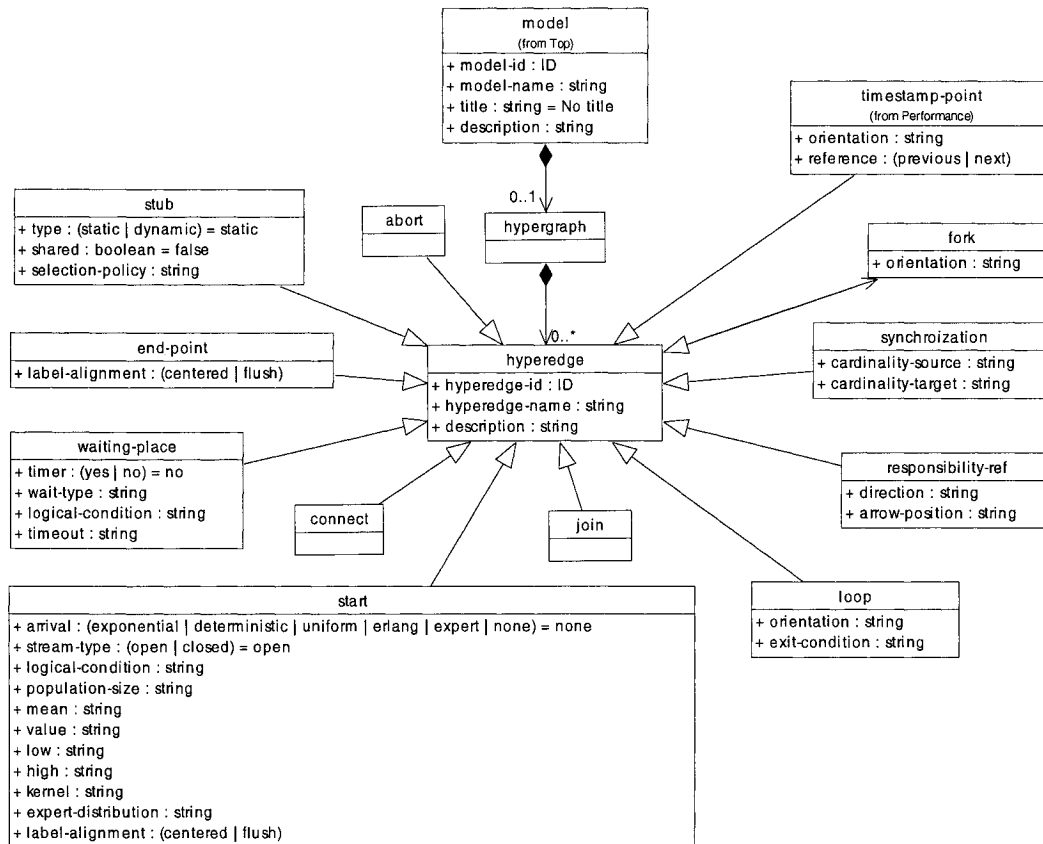 model
(from Top)
+ model-id : ID
+ model-name : string
+ title : string = No title
+ description : string
timestamp-point
(from Performance)
+ orientation : string
+ reference : (previous | next)
0..1
stub
+ type : (static | dynamic) = static
+ shared : boolean = false
+ selection-policy : string
abort
hypergraph
fork
+ orientation : string
0..*
end-point
+ label-alignment : (centered | flush)
hyperedge
+ hyperedge-id : ID
+ hyperedge-name : string
+ description : string
synchroization
+ cardinality-source : string
+ cardinality-target : string
waiting-place
+ timer : (yes | no) = no
+ wait-type : string
+ logical-condition : string
+ timeout : string
connect
join
responsibility-ref
+ direction : string
+ arrow-position : string
start
+ arrival : (exponential | deterministic | uniform | erlang | expert | none) = none
+ stream-type : (open | closed) = open
+ logical-condition : string
+ population-size : string
+ mean : string
+ value : string
+ low : string
+ high : string
+ kernel : string
+ expert-distribution : string
+ label-alignment : (centered | flush)
loop
+ orientation : string
+ exit-condition : string